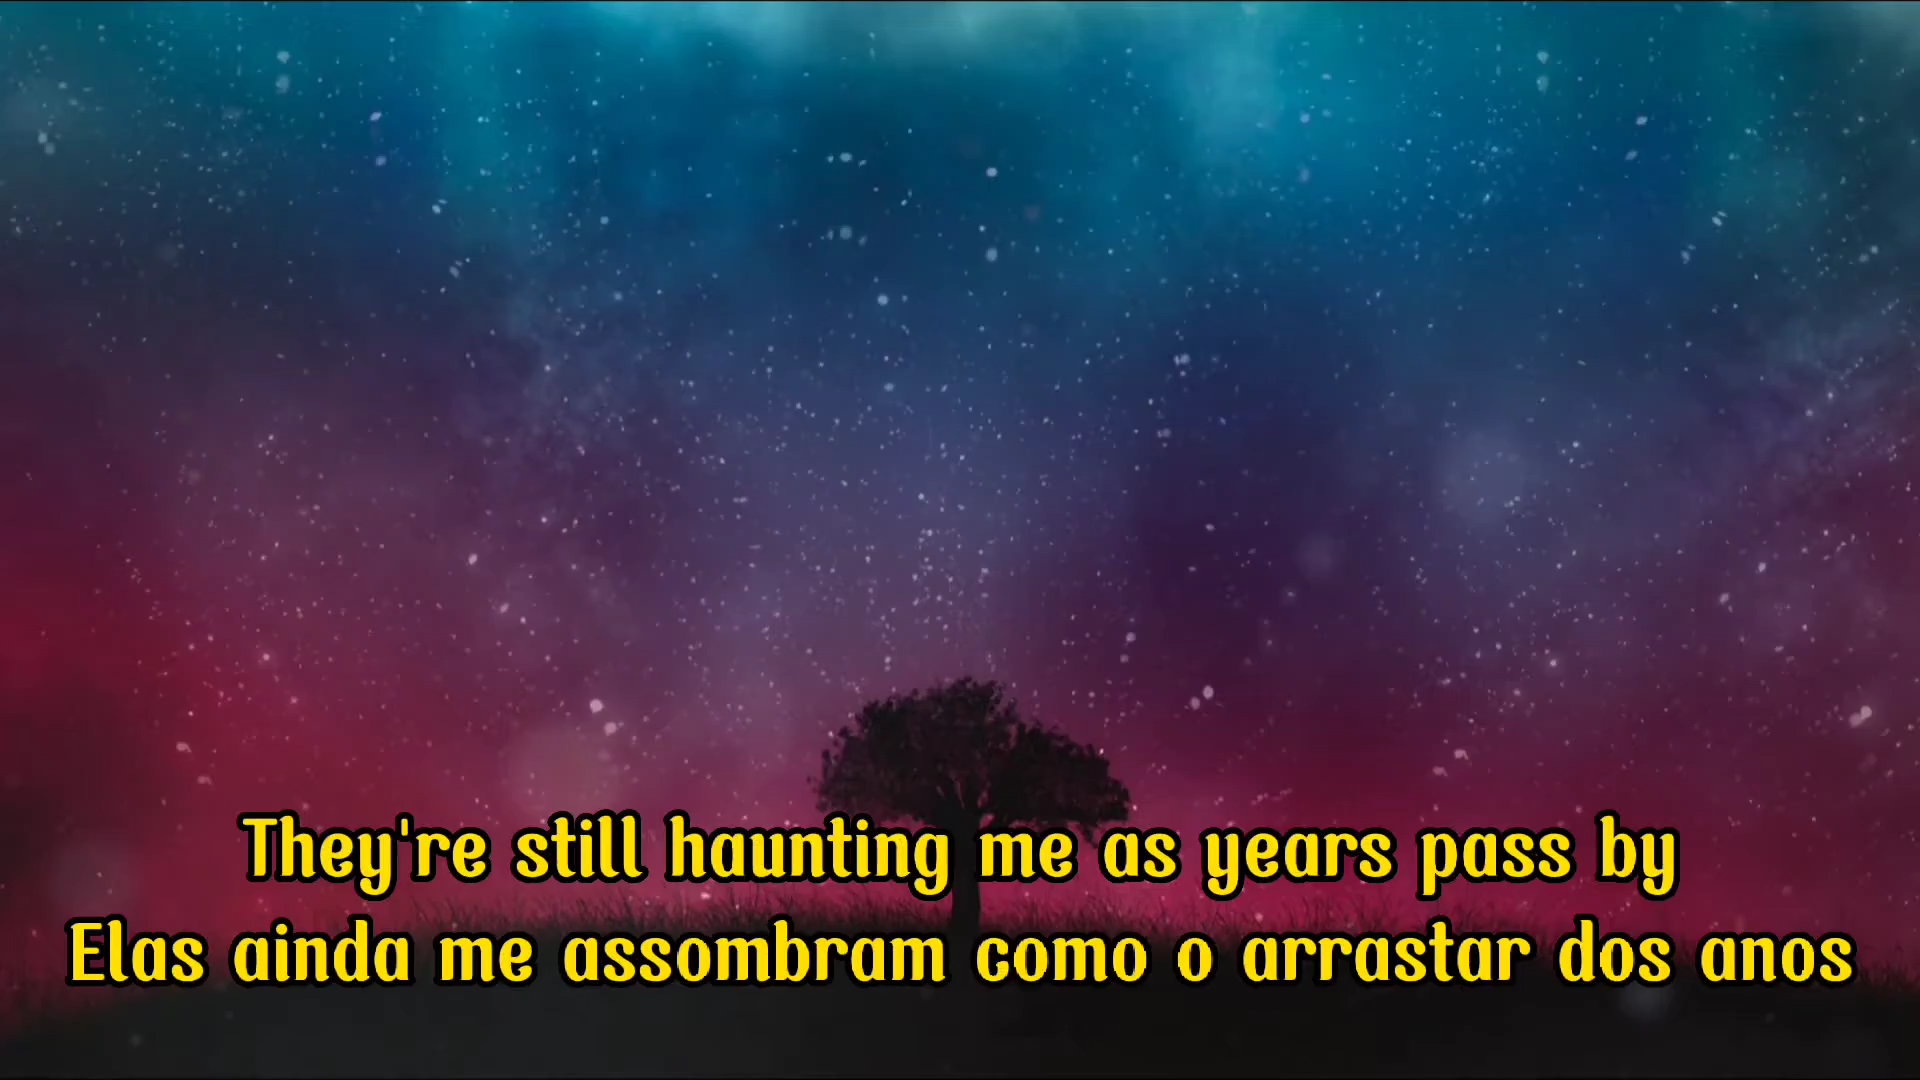 They're still haunting me as years pass by
Elas ainda me assombram como o arrastar dos anos